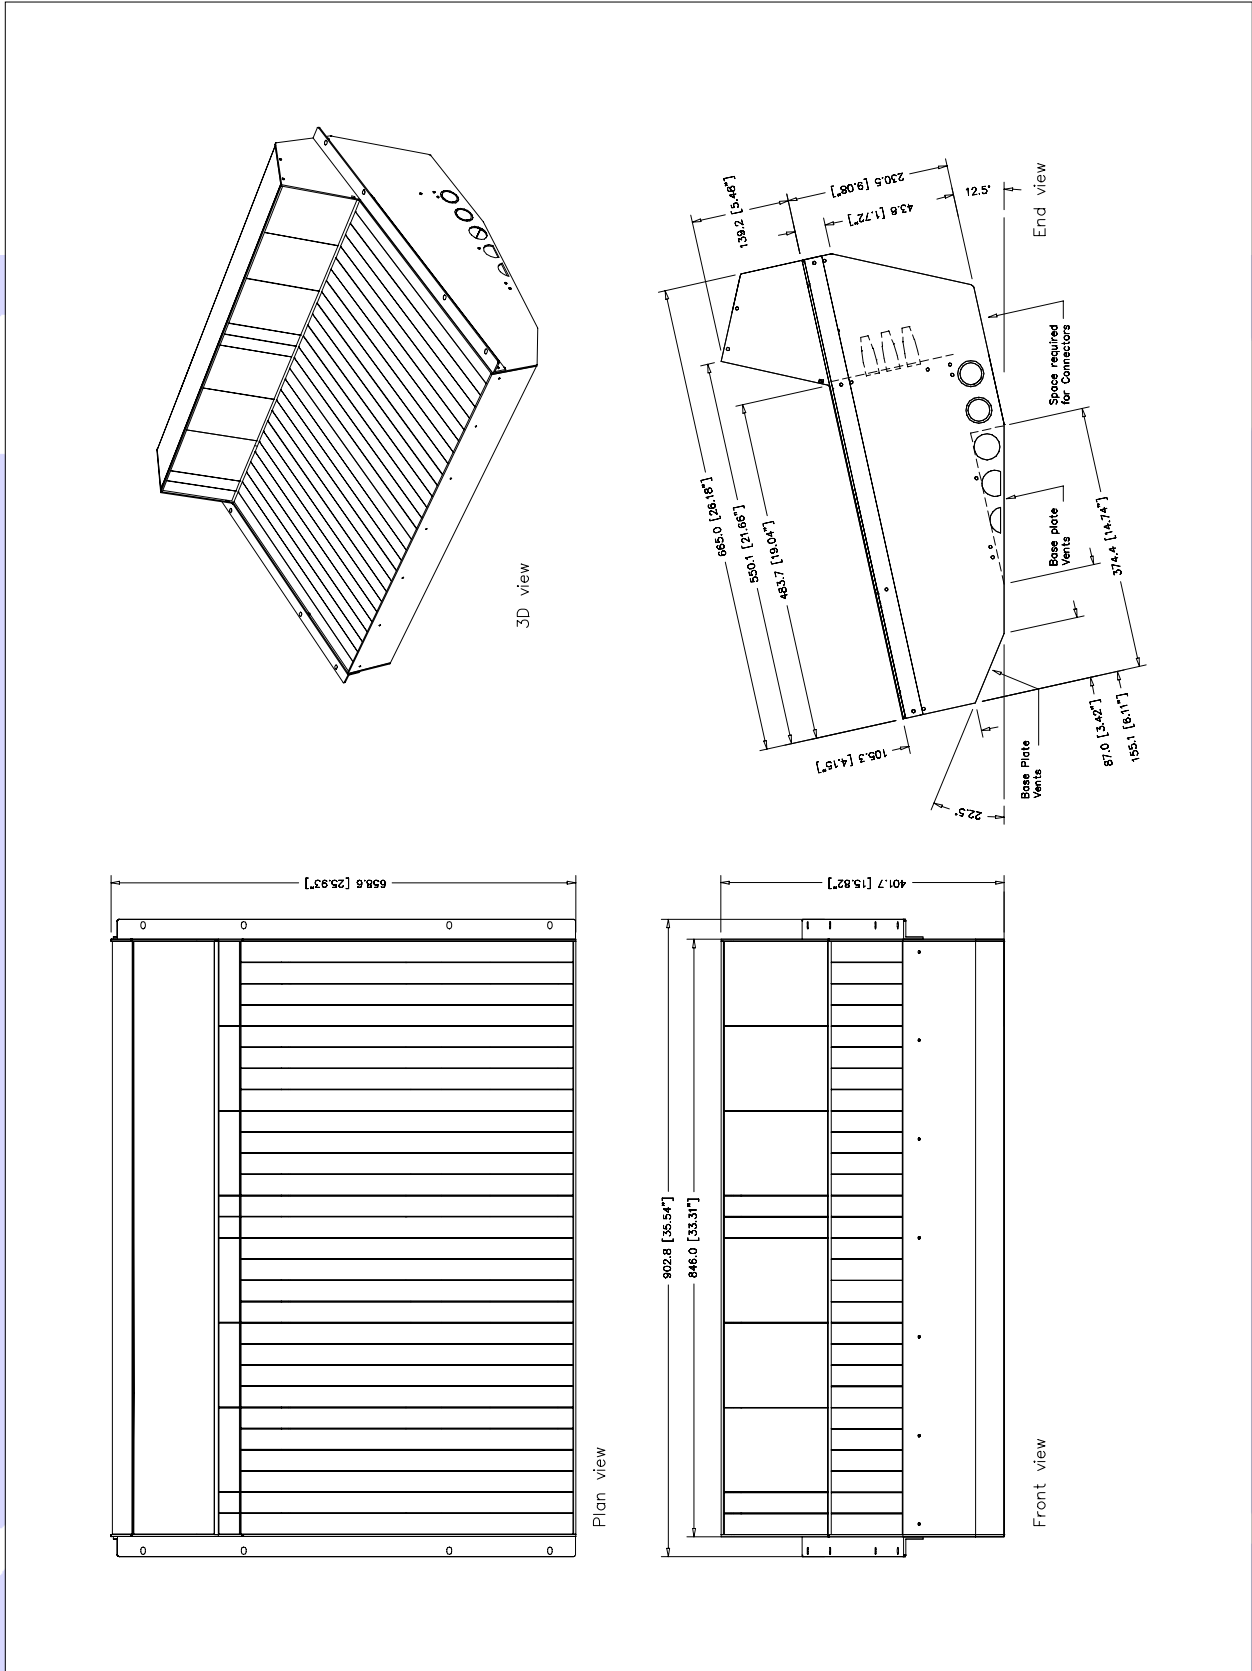 3D view
139.2 [5.48"]
230.5 [9.08"]
43.8 [1.72"]
12.5°
End view
665.0 [26.18"]
550.1 [21.66"]
483.7 [19.04"]
105.3 [4.15"]
22.5°
Space required
for Connectors
Base plate
Vents
374.4 [14.74"]
Base Plate
Vents
87.0 [3.42"]
155.1 [6.11"]
658.6 [25.93"]
Plan view
401.7 [15.82"]
902.8 [35.54"]
846.0 [33.31"]
Front view